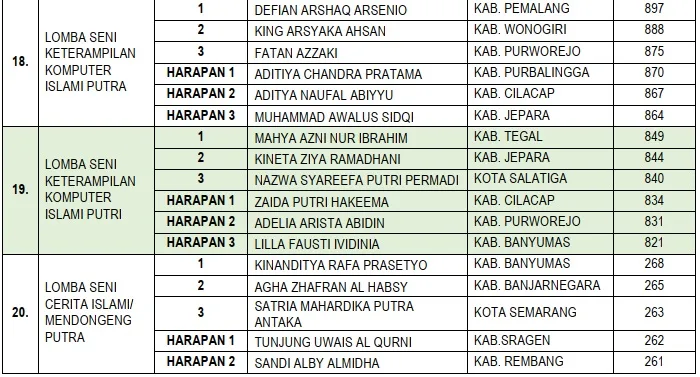 18. LOMBA SENI KETERAMPILAN KOMPUTER ISLAMI PUTRA
1 DEFIAN ARSHAQ ARSENIO KAB. PEMALANG 897
2 KING ARSYAKA AHSAN KAB. WONOGIRI 888
3 FATAN AZZAKI KAB. PURWOREJO 875
HARAPAN 1 ADITIYA CHANDRA PRATAMA KAB. PURBALINGGA 870
HARAPAN 2 ADITYA NAUFAL ABIYYU KAB. CILACAP 867
HARAPAN 3 MUHAMMAD AWALUS SIDQI KAB. JEPARA 864
19. LOMBA SENI KETERAMPILAN KOMPUTER ISLAMI PUTRI
1 MAHYA AZNI NUR IBRAHIM KAB. TEGAL 849
2 KINETA ZIYA RAMADHANI KAB. JEPARA 844
3 NAZWA SYAREEFA PUTRI PERMADI KOTA SALATIGA 840
HARAPAN 1 ZAIDA PUTRI HAKEEMA KAB. CILACAP 834
HARAPAN 2 ADELIA ARISTA ABIDIN KAB. PURWOREJO 831
HARAPAN 3 LILLA FAUSTI IVIDINIA KAB. BANYUMAS 821
20. LOMBA SENI CERITA ISLAMI/ MENDONGENG PUTRA
1 KINANDITYA RAFA PRASETYO KAB. BANYUMAS 268
2 AGHA ZHAFRAN AL HABSY KAB. BANJARNEGARA 265
3 SATRIA MAHARDIKA PUTRA ANTAKA KOTA SEMARANG 263
HARAPAN 1 TUNJUNG UWAIS AL QURNI KAB.SRAGEN 262
HARAPAN 2 SANDI ALBY ALMIDHA KAB. REMBANG 261